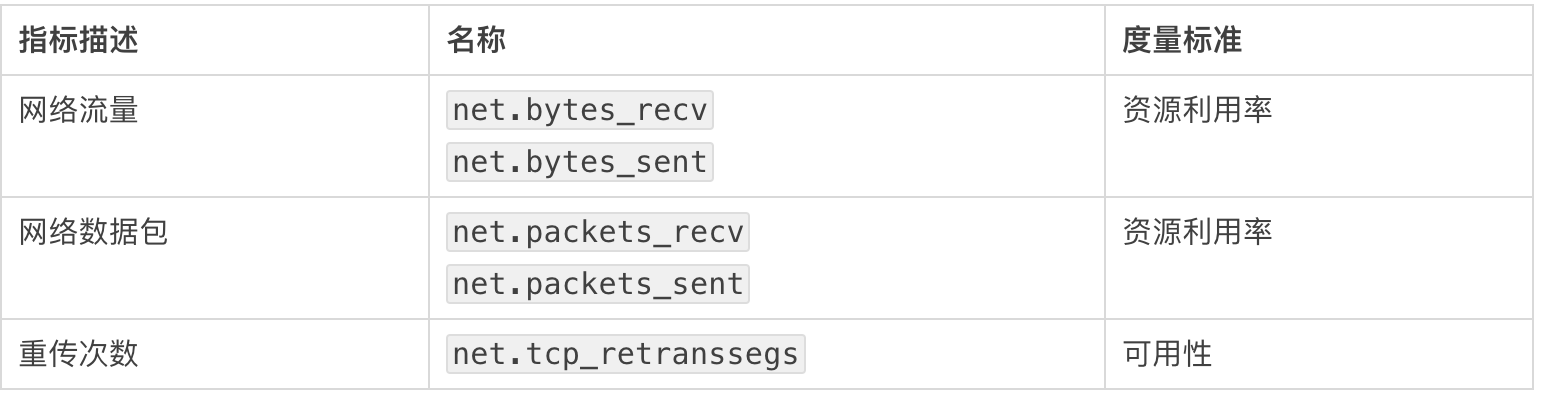 指标描述 名称 度量标准
网络流量 net.bytes_recv 资源利用率
net.bytes_sent
网络数据包 net.packets_recv 资源利用率
net.packets_sent
重传次数 net.tcp_retranssegs 可用性